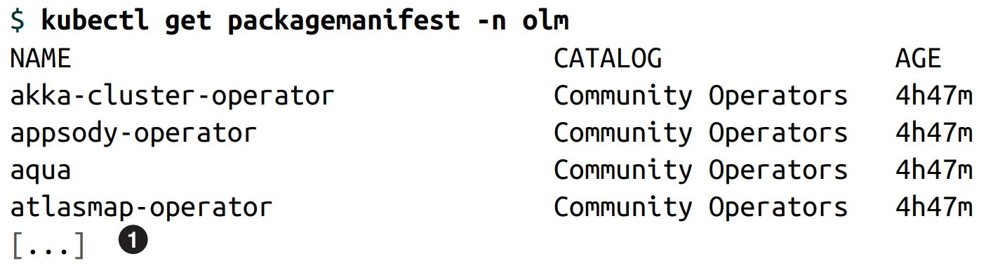 $ kubectl get packagemanifest -n olm
NAME                                CATALOG               AGE
akka-cluster-operator               Community Operators   4h47m
appsody-operator                    Community Operators   4h47m
aqua                                Community Operators   4h47m
atlasmap-operator                   Community Operators   4h47m
[...]  ❶